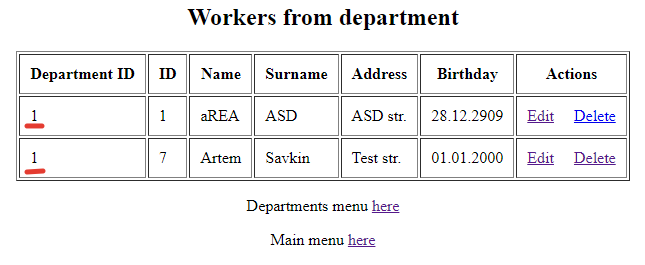 Workers from department
Department ID ID Name Surname Address Birthday Actions
1 1 aREA ASD ASD str. 28.12.2909 Edit Delete
1 7 Artem Savkin Test str. 01.01.2000 Edit Delete
Departments menu here
Main menu here